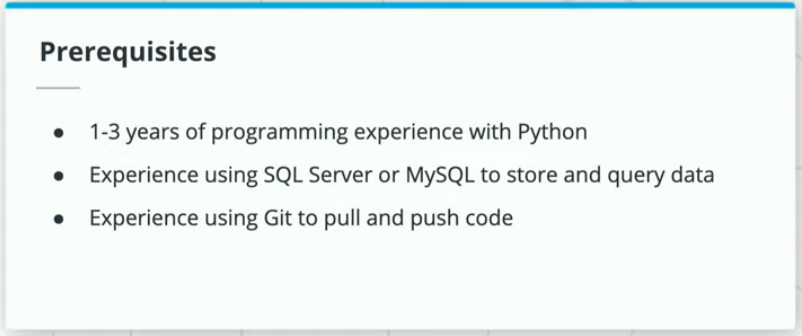 Prerequisites
● 1-3 years of programming experience with Python
● Experience using SQL Server or MySQL to store and query data
● Experience using Git to pull and push code